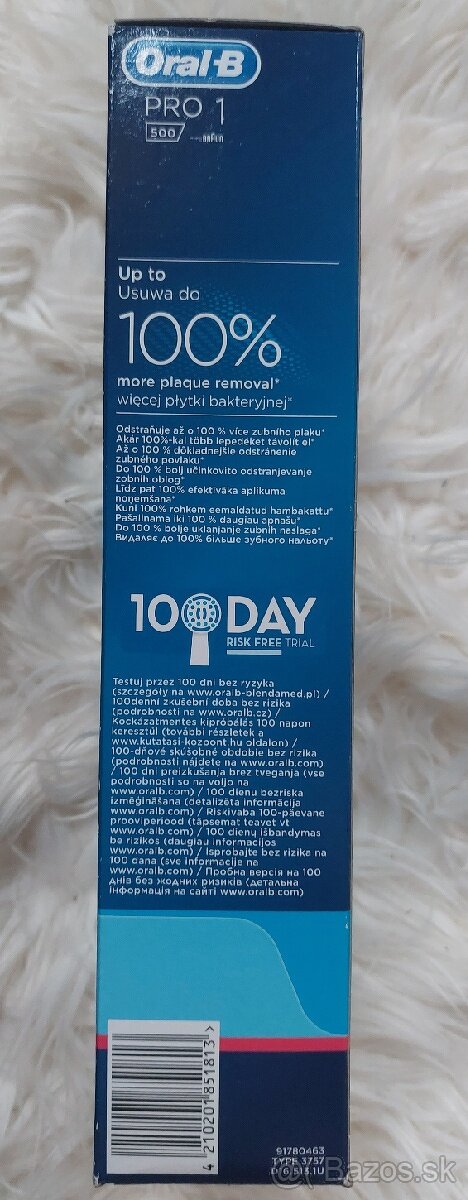 Oral-B
PRO 1
500
BRAUN
Up to
Usuwa do
100%
more plaque removal*
więcej płytki bakteryjnej*
Odstraňuje až o 100 % více zubního plaku*
Akár 100%-kal több lepedéket távolít el*
Až o 100 % dôkladnejšie odstránenie
zubného povlaku*
Do 100 % bolj učinkovito odstranjevanje
zobnih oblog*
Līdz pat 100% efektīvāka aplikuma
noņemšana*
Kuni 100% rohkem eemaldatud hambakattu*
Pašalinama iki 100 % daugiau apnašų*
Do 100 % bolje uklanjanje zubnih naslaga*
Видаляє до 100% більше зубного нальоту*
100 DAY
RISK FREE TRIAL
Testuj przez 100 dni bez ryzyka
(szczegóły na www.oralb-blendamed.pl) /
100denní zkušební doba bez rizika
(podrobnosti na www.oralb.cz) /
Kockázatmentes kipróbálás 100 napon
keresztül (további részletek a
www.kutatasi-kozpont.hu oldalon) /
100-dňové skúšobné obdobie bez rizika
(podrobnosti nájdete na www.oralb.com)
/ 100 dni preizkušanja brez tveganja (vse
podrobnosti so na voljo na
www.oralb.com) / 100 dienu bezriska
izmēģināšana (detalizēta informācija
www.oralb.com) / Riskivaba 100-päevane
prooviperiood (täpsemat teavet vt
www.oralb.com) / 100 dienų išbandymas
be rizikos (daugiau informacijos
www.oralb.com) / Isprobajte bez rizika na
100 dana (sve informacije na
www.oralb.com) / Пробна версія на 100
днів без жодних ризиків (детальна
інформація на сайті www.oralb.com)
4 210201 851813 >
91780463
TYPE 3757
D16.513.1U
Bazos.sk